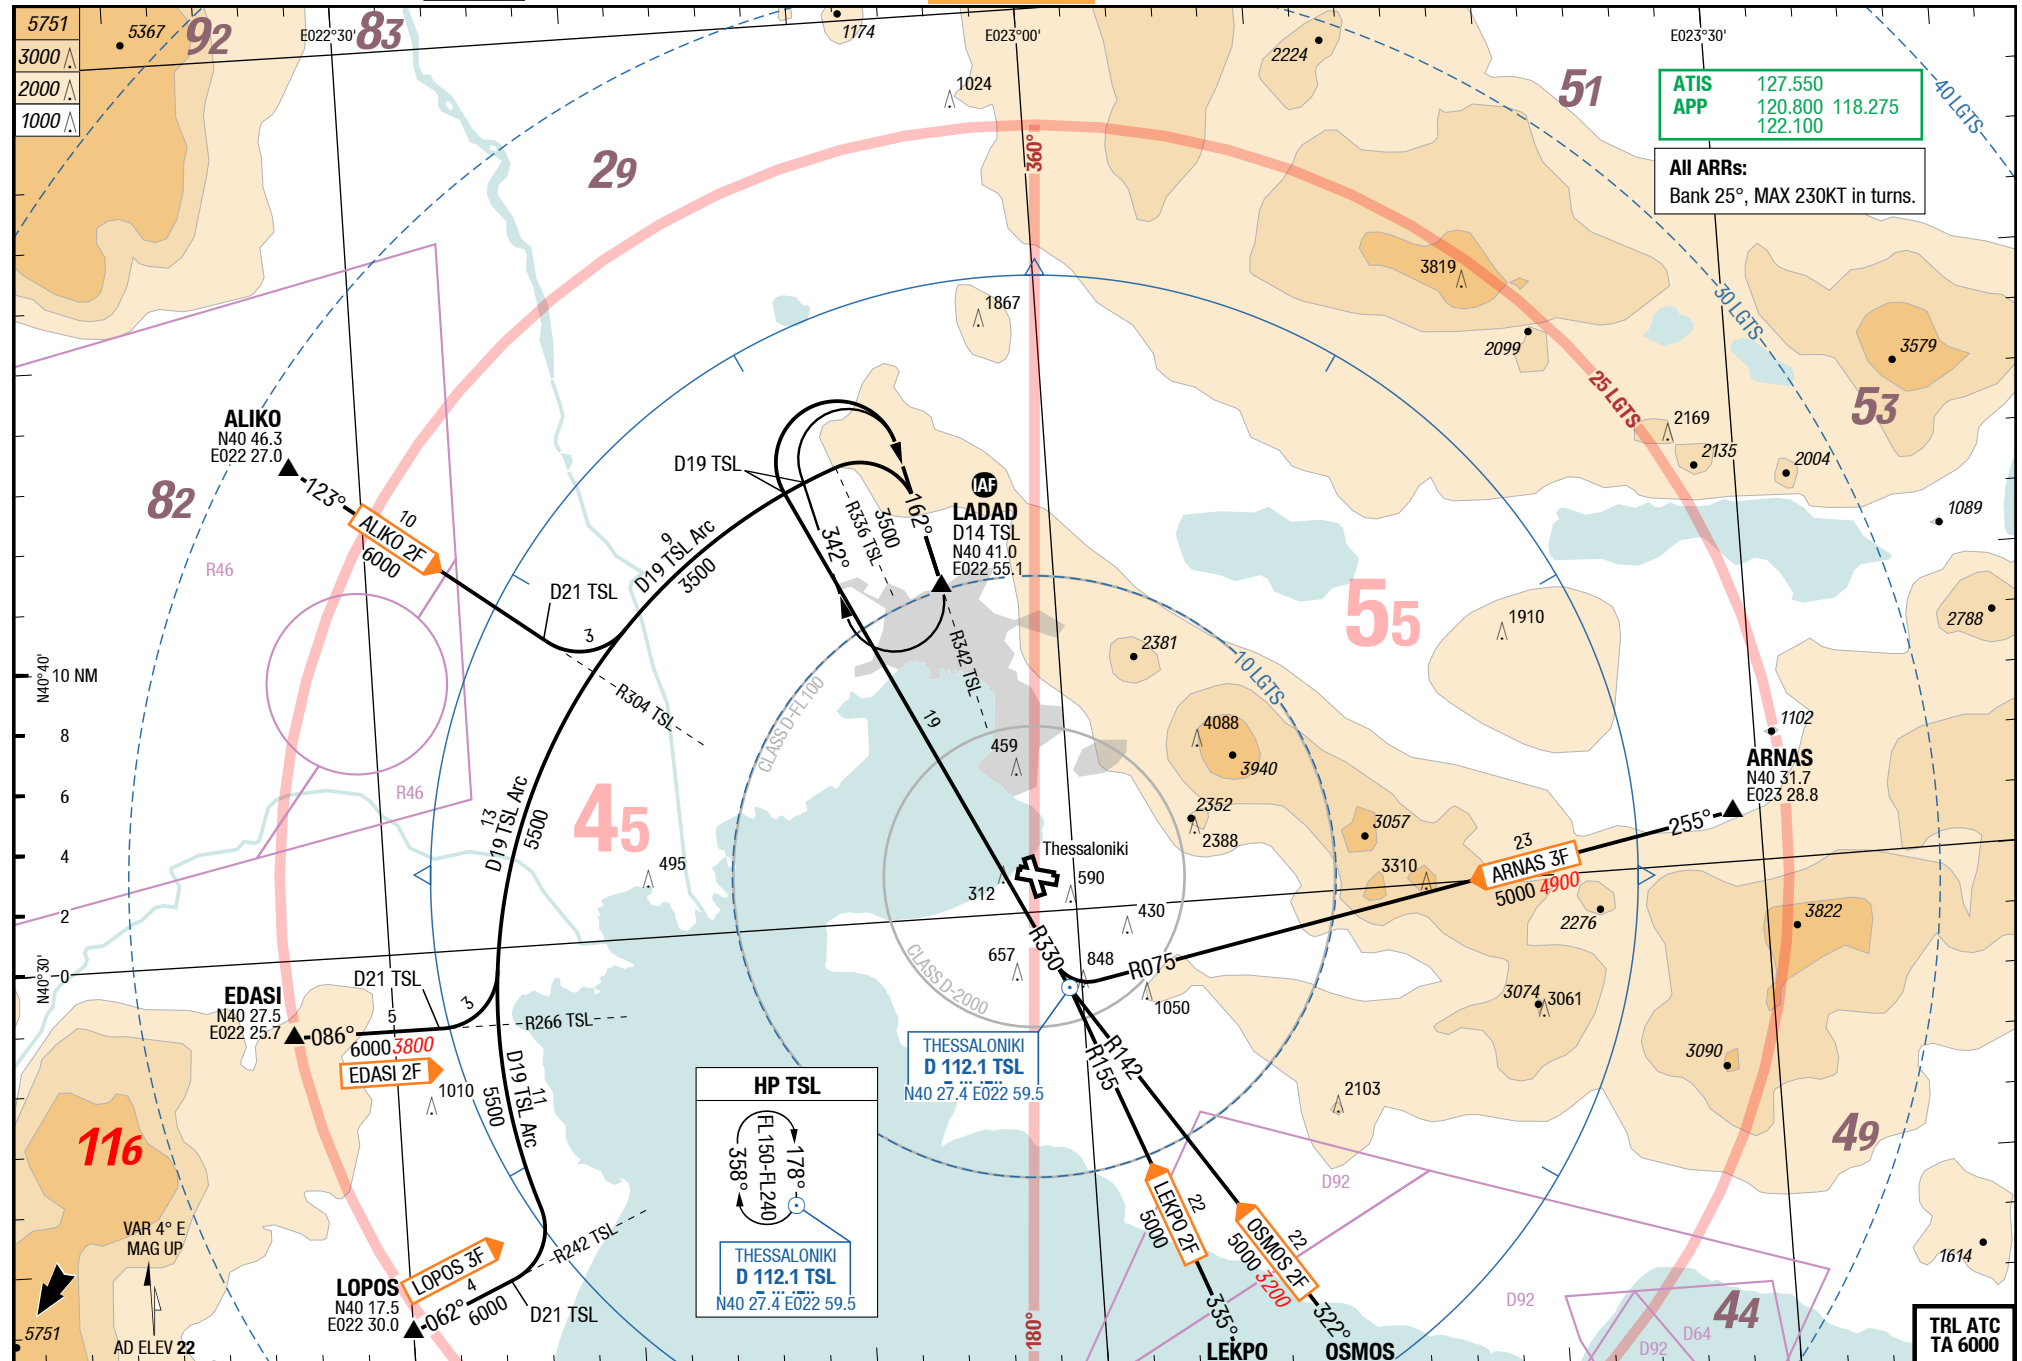 5751
3000
2000
1000
5367
92
E022°30'
83
1174
E023°00'
2224
E023°30'
51
1024
40 LGTS
ATIS 127.550
APP 120.800 118.275
122.100
All ARRs:
Bank 25°, MAX 230KT in turns.
29
360°
3819
1867
30 LGTS
2099
3579
25 LGTS
53
2169
2135
2004
1089
ALIKO
N40 46.3
E022 27.0
82
123°
10
ALIKO 2F
6000
R46
D19 TSL
9
D19 TSL Arc
3500
342°
R336 TSL
3500
162°
IAF
LADAD
D14 TSL
N40 41.0
E022 55.1
D21 TSL
3
R304 TSL
R342 TSL
55
1910
2788
2381
10 LGTS
N40°40'
10 NM
8
6
4
2
0
N40°30'
CLASS D-FL100
19
4088
3940
459
1102
ARNAS
N40 31.7
E023 28.8
255°
R46
13
D19 TSL Arc
5500
45
495
2352
2388
3057
3310
23
ARNAS 3F
5000 4900
Thessaloniki
312
590
430
2276
3822
657
R330
848
R075
1050
CLASS D-2000
3074
3061
3090
EDASI
N40 27.5
E022 25.7
D21 TSL
086°
5
3
6000 3800
EDASI 2F
R266 TSL
1010
11
D19 TSL Arc
5500
THESSALONIKI
D 112.1 TSL
N40 27.4 E022 59.5
R142
R155
2103
HP TSL
FL150-FL240
358°
178°
THESSALONIKI
D 112.1 TSL
N40 27.4 E022 59.5
116
49
D92
VAR 4° E
MAG UP
R242 TSL
LOPOS 3F
LOPOS
N40 17.5
E022 30.0
062°
4
6000
D21 TSL
LEKPO 2F
22
5000
335°
LEKPO
OSMOS 2F
22
5000 3200
322°
OSMOS
180°
1614
D92
D64
D92
44
5751
AD ELEV 22
TRL ATC
TA 6000